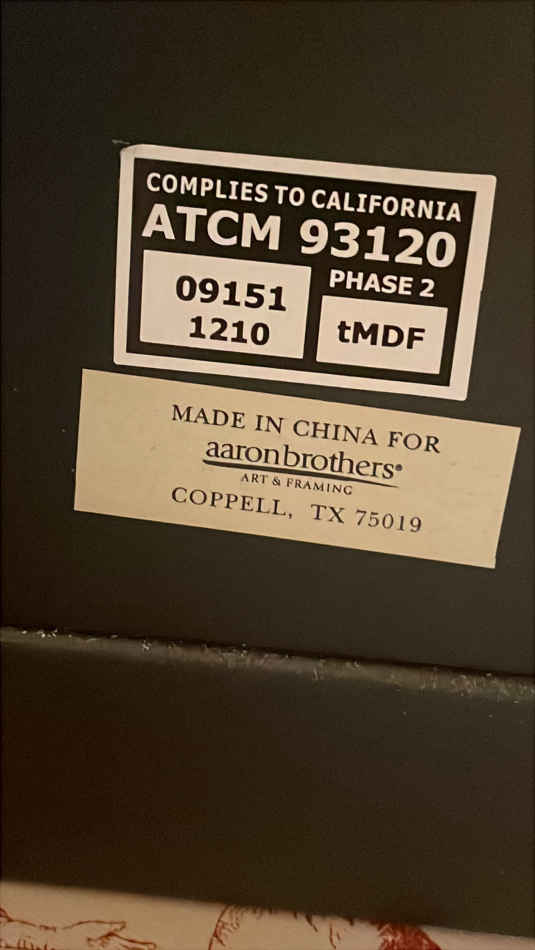 COMPLIES TO CALIFORNIA
ATCM 93120
09151
1210
PHASE 2
tMDF
MADE IN CHINA FOR
aaronbrothers®
ART & FRAMING
COPPELL, TX 75019